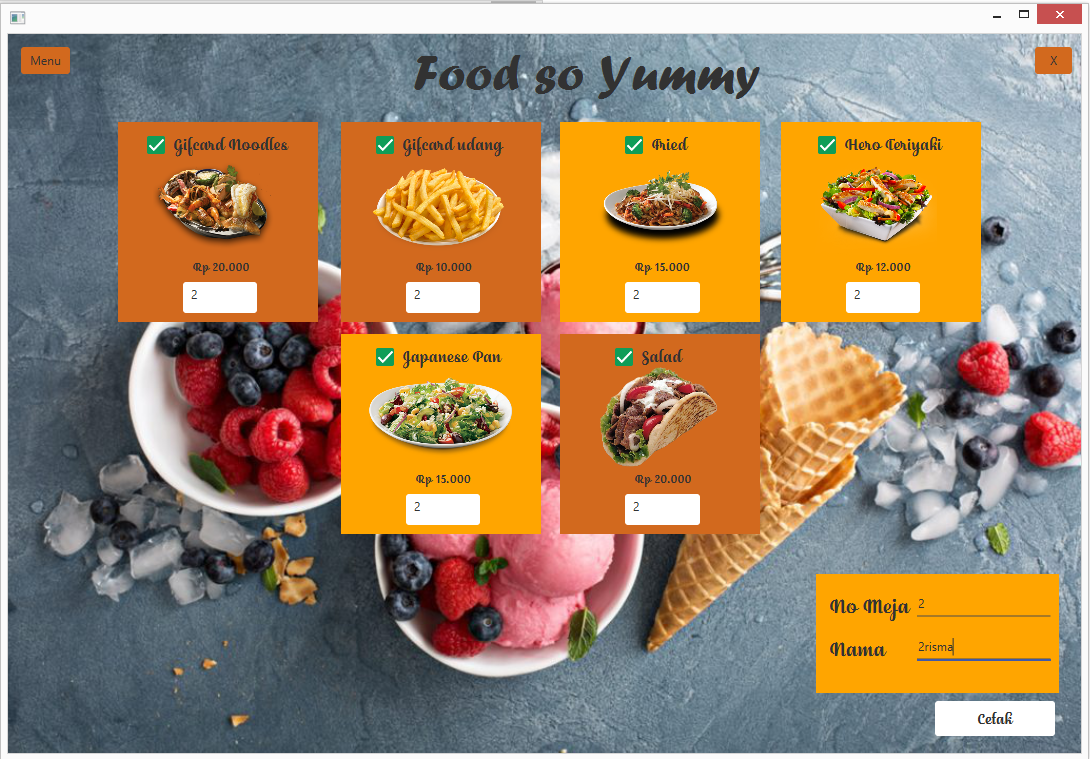 Menu
Food so Yummy
X
Gifcard Noodles
Rp 20.000
2
Gifcard udang
Rp 10.000
2
Fried
Rp 15.000
2
Hero Teriyaki
Rp 12.000
2
Japanese Pan
Rp 15.000
2
Salad
Rp 20.000
2
No Meja 2
Nama 2risma
Cetak